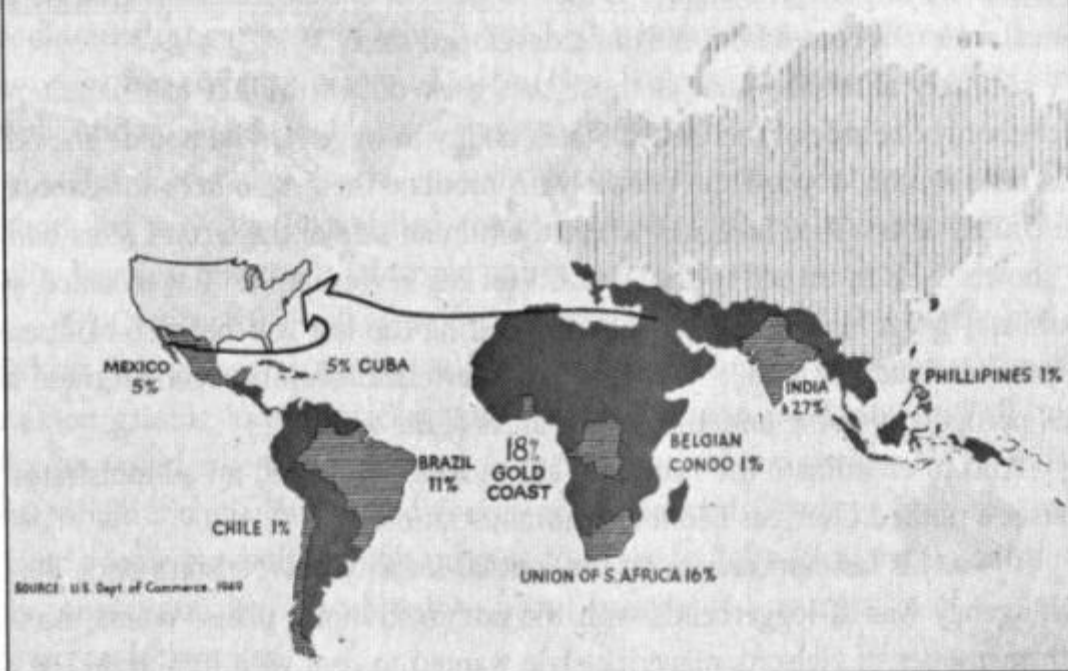 MEXICO
5%
5% CUBA
PHILLIPINES 1%
INDIA
27%
BRAZIL
11%
18%
GOLD
COAST
BELGIAN
CONOO 1%
CHILE 1%
UNION OF S. AFRICA 16%
SOURCE: U.S. Dept. of Commerce, 1949